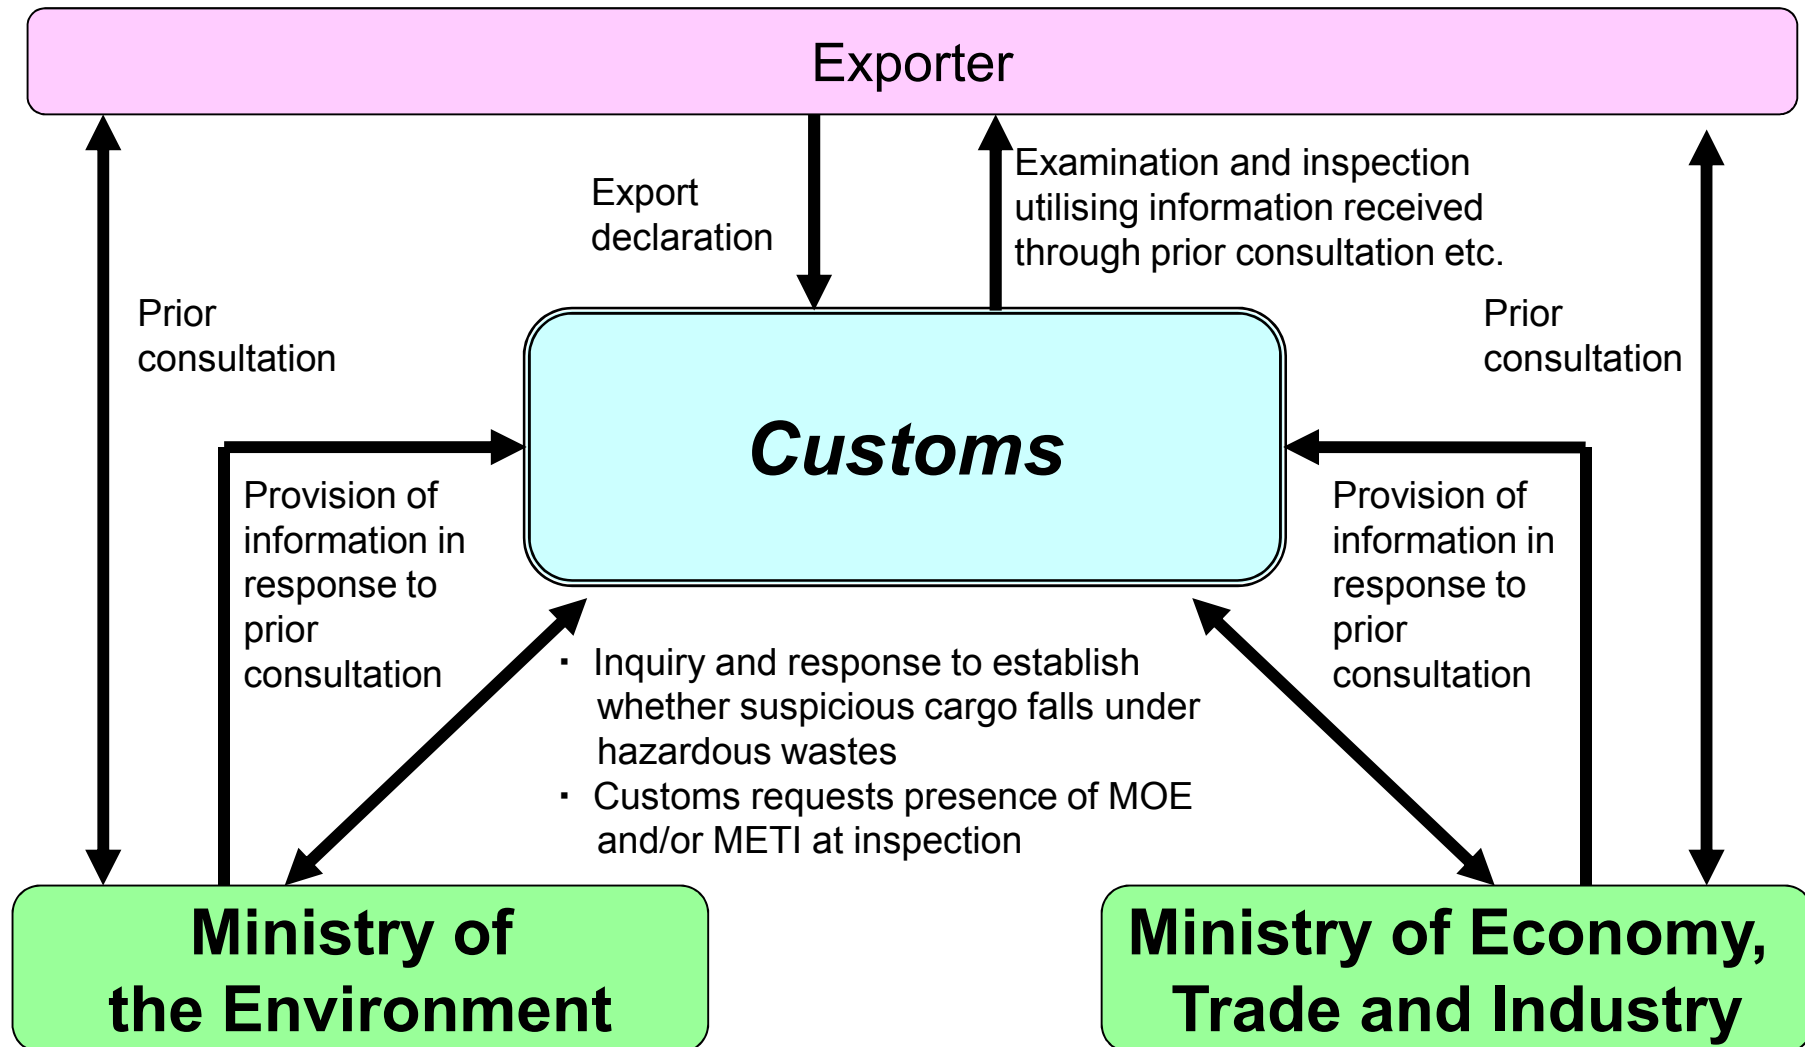 Exporter
Export
declaration
Examination and inspection
utilising information received
through prior consultation etc.
Prior
consultation
Prior
consultation
Customs
Provision of
information in
response to
prior
consultation
Provision of
information in
response to
prior
consultation
・ Inquiry and response to establish
whether suspicious cargo falls under
hazardous wastes
・ Customs requests presence of MOE
and/or METI at inspection
Ministry of
the Environment
Ministry of Economy,
Trade and Industry